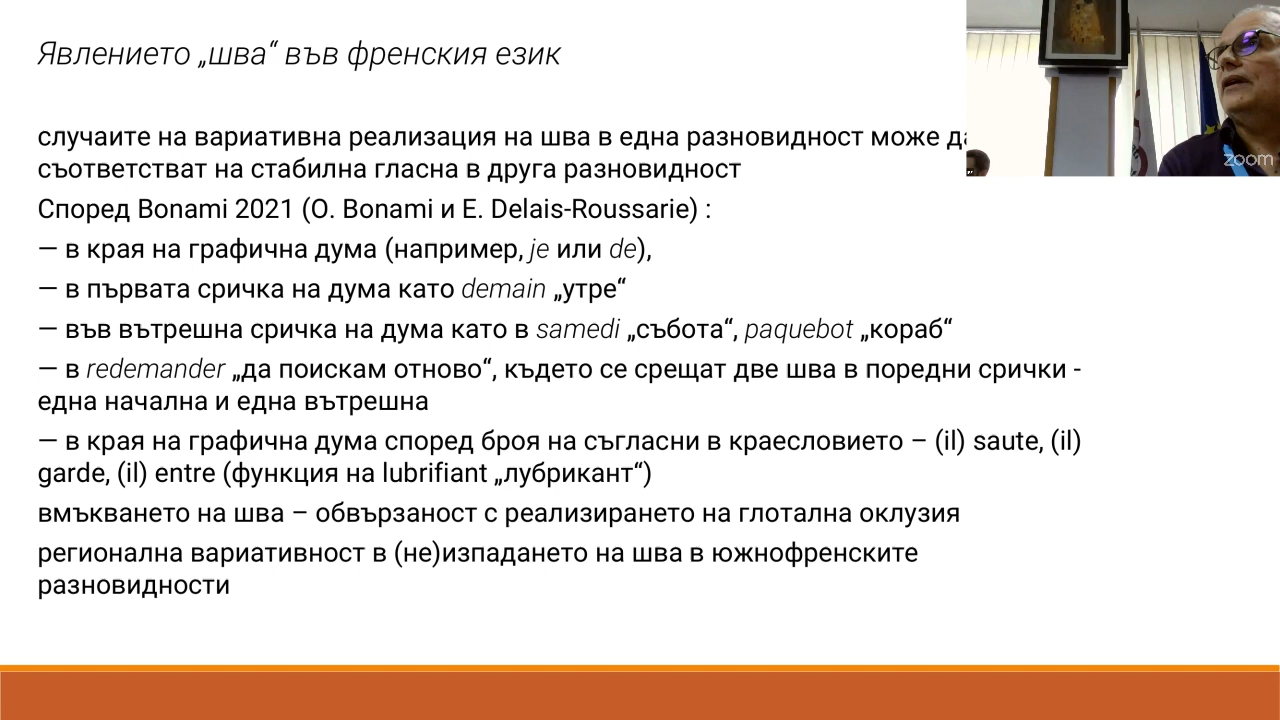 Явлението „шва“ във френския език
случаите на вариативна реализация на шва в една разновидност може да
съответстват на стабилна гласна в друга разновидност
Според Bonami 2021 (O. Bonami и E. Delais-Roussarie) :
— в края на графична дума (например, je или de),
— в първата сричка на дума като demain „утре“
— във вътрешна сричка на дума като в samedi „събота“, paquebot „кораб“
— в redemander „да поискам отново“, където се срещат две шва в поредни срички -
една начална и една вътрешна
— в края на графична дума според броя на съгласни в краесловието – (il) saute, (il)
garde, (il) entre (функция на lubrifiant „лубрикант“)
вмъкването на шва – обвързаност с реализирането на глотална оклузия
регионална вариативност в (не)изпадането на шва в южнофренските
разновидности
zoom